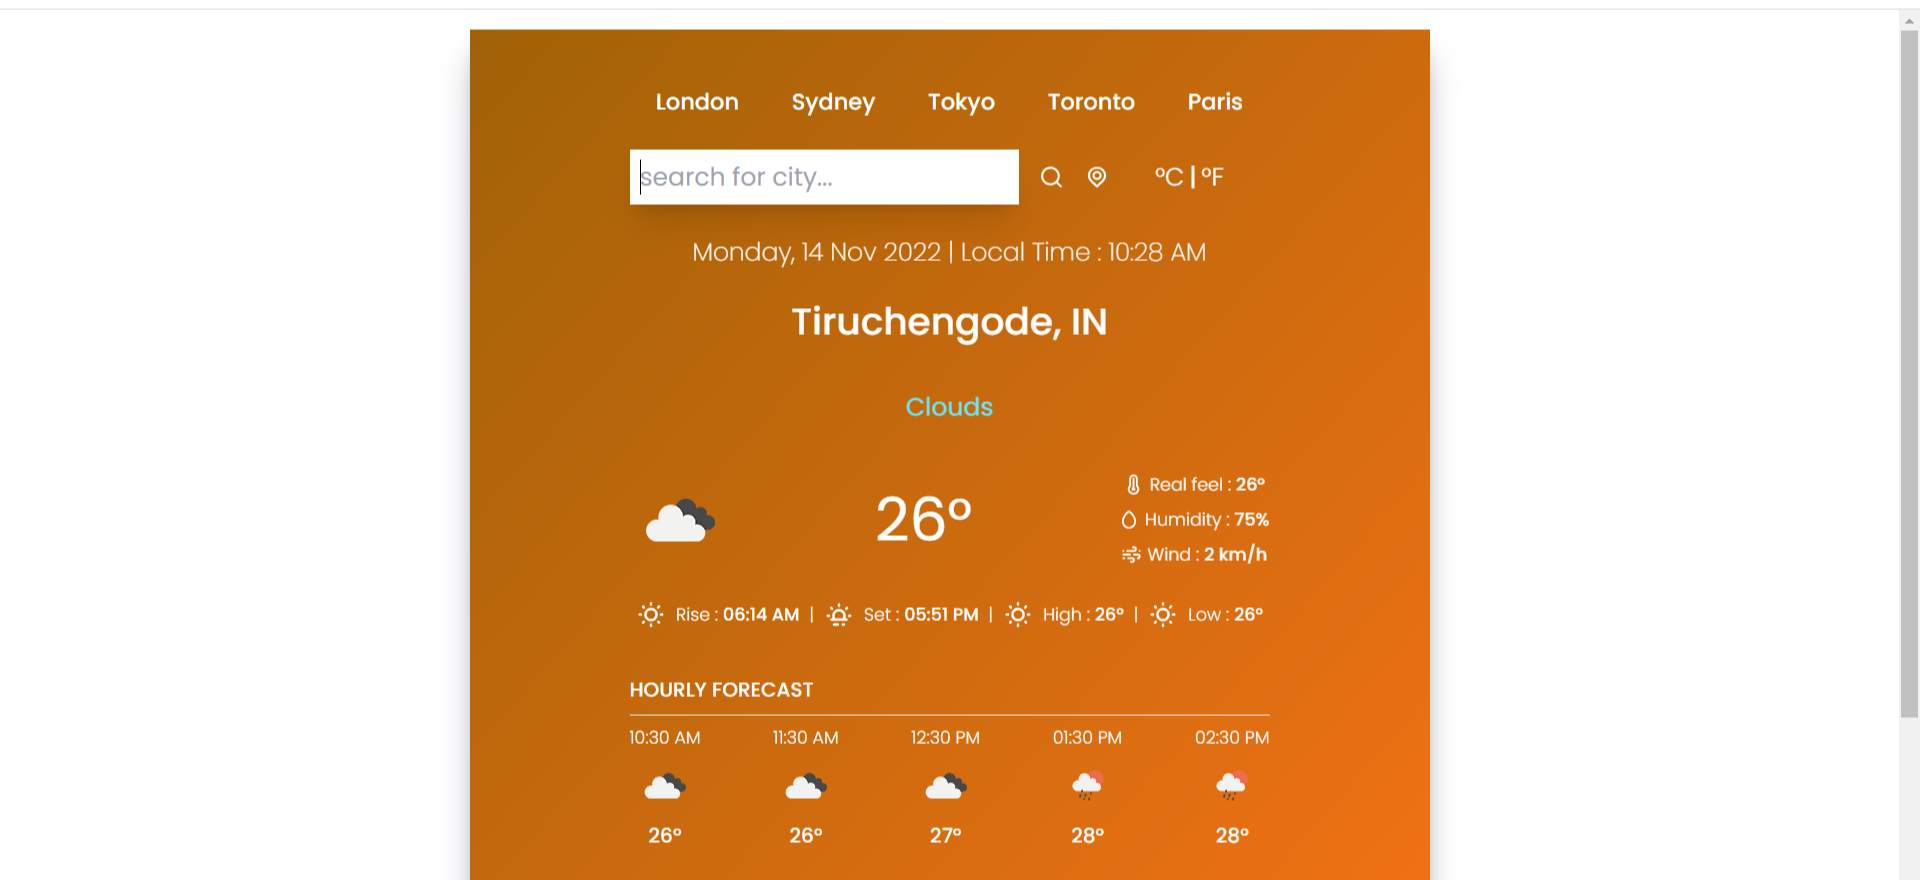 London Sydney Tokyo Toronto Paris
search for city...
°C | °F
Monday, 14 Nov 2022 | Local Time : 10:28 AM
Tiruchengode, IN
Clouds
26°
Real feel : 26°
Humidity : 75%
Wind : 2 km/h
Rise : 06:14 AM | Set : 05:51 PM | High : 26° | Low : 26°
HOURLY FORECAST
10:30 AM 11:30 AM 12:30 PM 01:30 PM 02:30 PM
26° 26° 27° 28° 28°